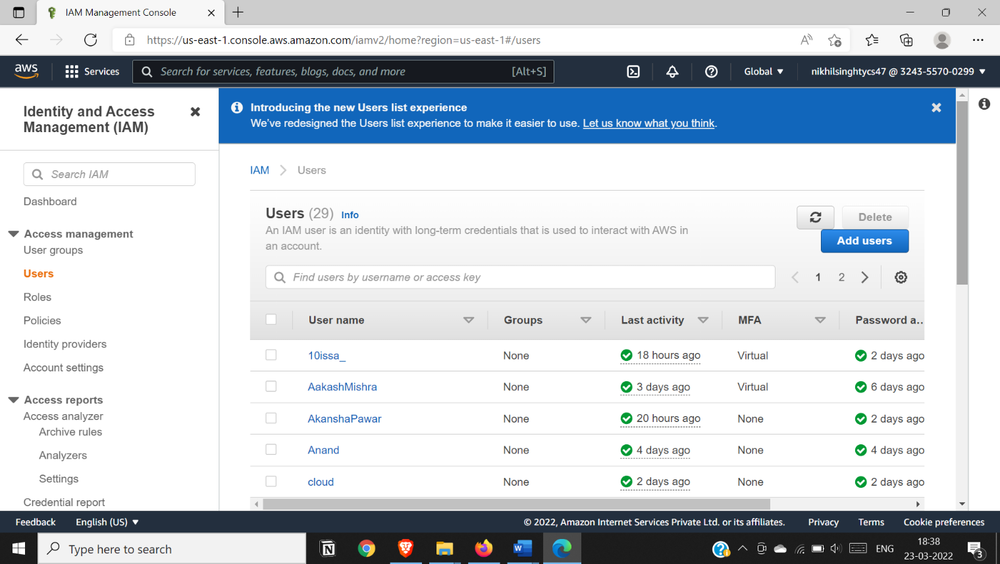 IAM Management Console
https://us-east-1.console.aws.amazon.com/iamv2/home?region=us-east-1#/users
aws
Services
Search for services, features, blogs, docs, and more
[Alt+S]
Global
nikhilsinghtycs47 @ 3243-5570-0299
Identity and Access
Management (IAM)
Search IAM
Dashboard
Access management
User groups
Users
Roles
Policies
Identity providers
Account settings
Access reports
Access analyzer
Archive rules
Analyzers
Settings
Credential report
Introducing the new Users list experience
We've redesigned the Users list experience to make it easier to use. Let us know what you think.
IAM > Users
Users (29) Info
An IAM user is an identity with long-term credentials that is used to interact with AWS in
an account.
Delete
Add users
Find users by username or access key
1 2
User name Groups Last activity MFA Password a...
10issa_ None 18 hours ago Virtual 2 days ago
AakashMishra None 3 days ago Virtual 6 days ago
AkanshaPawar None 20 hours ago None 2 days ago
Anand None 4 days ago None 4 days ago
cloud None 2 days ago None 2 days ago
Feedback English (US)
© 2022, Amazon Internet Services Private Ltd. or its affiliates. Privacy Terms Cookie preferences
Type here to search
ENG
18:38
23-03-2022
3